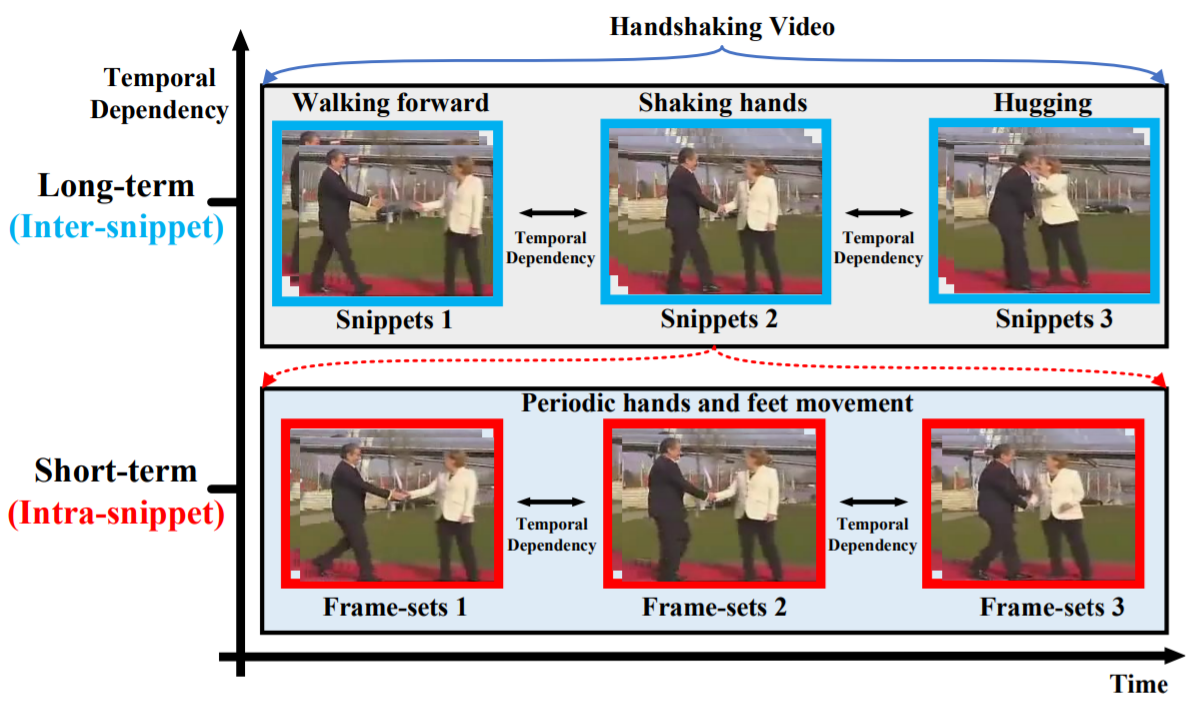 Handshaking Video
Temporal
Dependency
Walking forward
Shaking hands
Hugging
Long-term
(Inter-snippet)
Temporal
Dependency
Temporal
Dependency
Snippets 1
Snippets 2
Snippets 3
Periodic hands and feet movement
Short-term
(Intra-snippet)
Temporal
Dependency
Temporal
Dependency
Frame-sets 1
Frame-sets 2
Frame-sets 3
Time